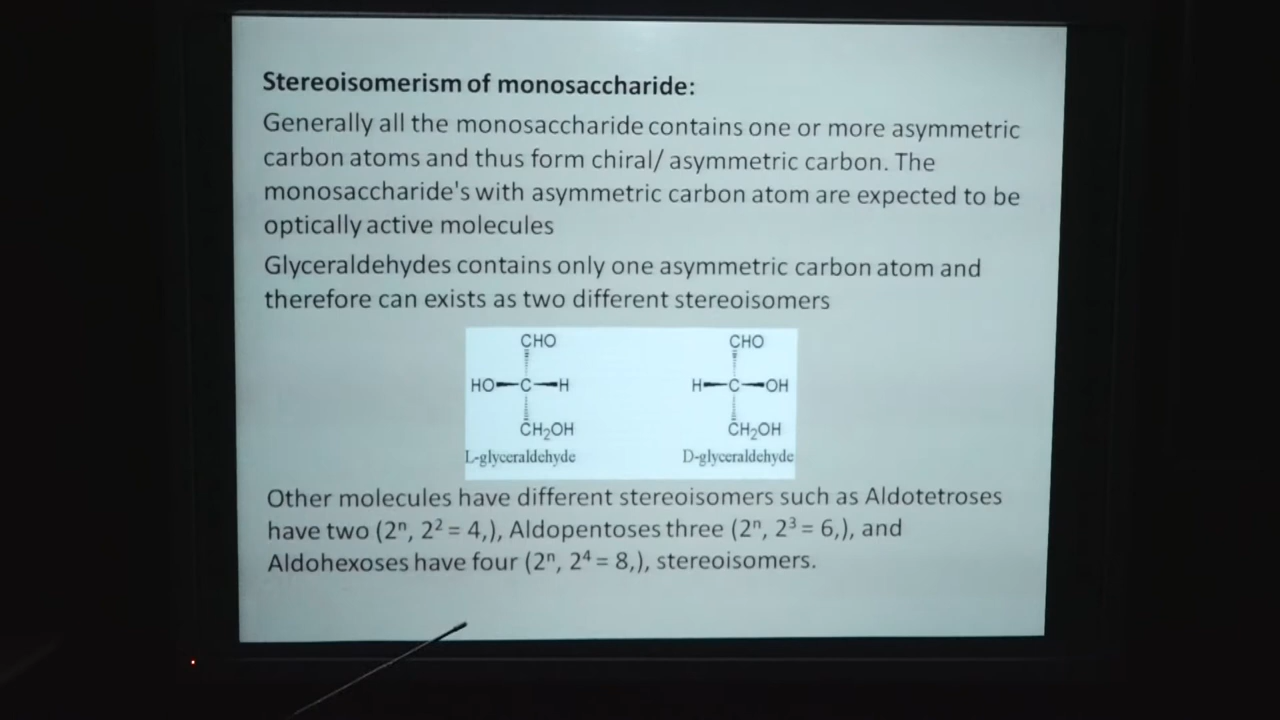 Stereoisomerism of monosaccharide:
Generally all the monosaccharide contains one or more asymmetric
carbon atoms and thus form chiral/ asymmetric carbon. The
monosaccharide's with asymmetric carbon atom are expected to be
optically active molecules
Glyceraldehydes contains only one asymmetric carbon atom and
therefore can exists as two different stereoisomers
CHO CHO
HO C H H C OH
CH₂OH CH₂OH
L-glyceraldehyde D-glyceraldehyde
Other molecules have different stereoisomers such as Aldotetroses
have two (2ⁿ, 2² = 4,), Aldopentoses three (2ⁿ, 2³ = 6,), and
Aldohexoses have four (2ⁿ, 2⁴ = 8,), stereoisomers.